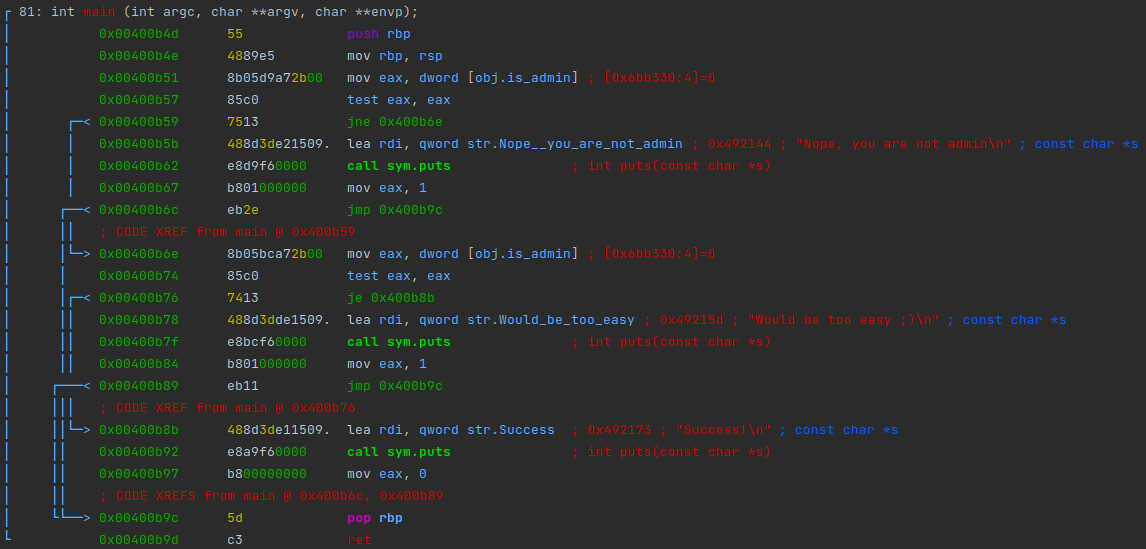 81: int main (int argc, char **argv, char **envp);
0x00400b4d 55 push rbp
0x00400b4e 4889e5 mov rbp, rsp
0x00400b51 8b05d9a72b00 mov eax, dword [obj.is_admin] ; [0x6bb330:4]=0
0x00400b57 85c0 test eax, eax
0x00400b59 7513 jne 0x400b6e
0x00400b5b 488d3de21509. lea rdi, qword str.Nope__you_are_not_admin ; 0x492144 ; "Nope, you are not admin\n" ; const char *s
0x00400b62 e8d9f60000 call sym.puts ; int puts(const char *s)
0x00400b67 b801000000 mov eax, 1
0x00400b6c eb2e jmp 0x400b9c
; CODE XREF from main @ 0x400b59
0x00400b6e 8b05bca72b00 mov eax, dword [obj.is_admin] ; [0x6bb330:4]=0
0x00400b74 85c0 test eax, eax
0x00400b76 7413 je 0x400b8b
0x00400b78 488d3dde1509. lea rdi, qword str.Would_be_too_easy ; 0x49215d ; "Would be too easy ;)\n" ; const char *s
0x00400b7f e8bcf60000 call sym.puts ; int puts(const char *s)
0x00400b84 b801000000 mov eax, 1
0x00400b89 eb11 jmp 0x400b9c
; CODE XREF from main @ 0x400b76
0x00400b8b 488d3de11509. lea rdi, qword str.Success ; 0x492173 ; "Success!\n" ; const char *s
0x00400b92 e8a9f60000 call sym.puts ; int puts(const char *s)
0x00400b97 b800000000 mov eax, 0
; CODE XREFS from main @ 0x400b6c, 0x400b89
0x00400b9c 5d pop rbp
0x00400b9d c3 ret